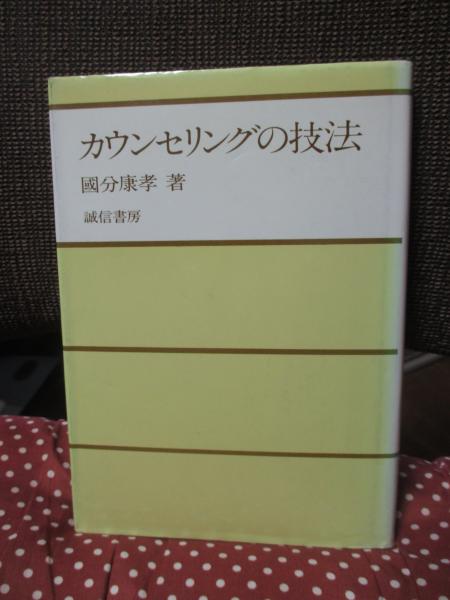 カウンセリングの技法
國分康孝 著
誠信書房